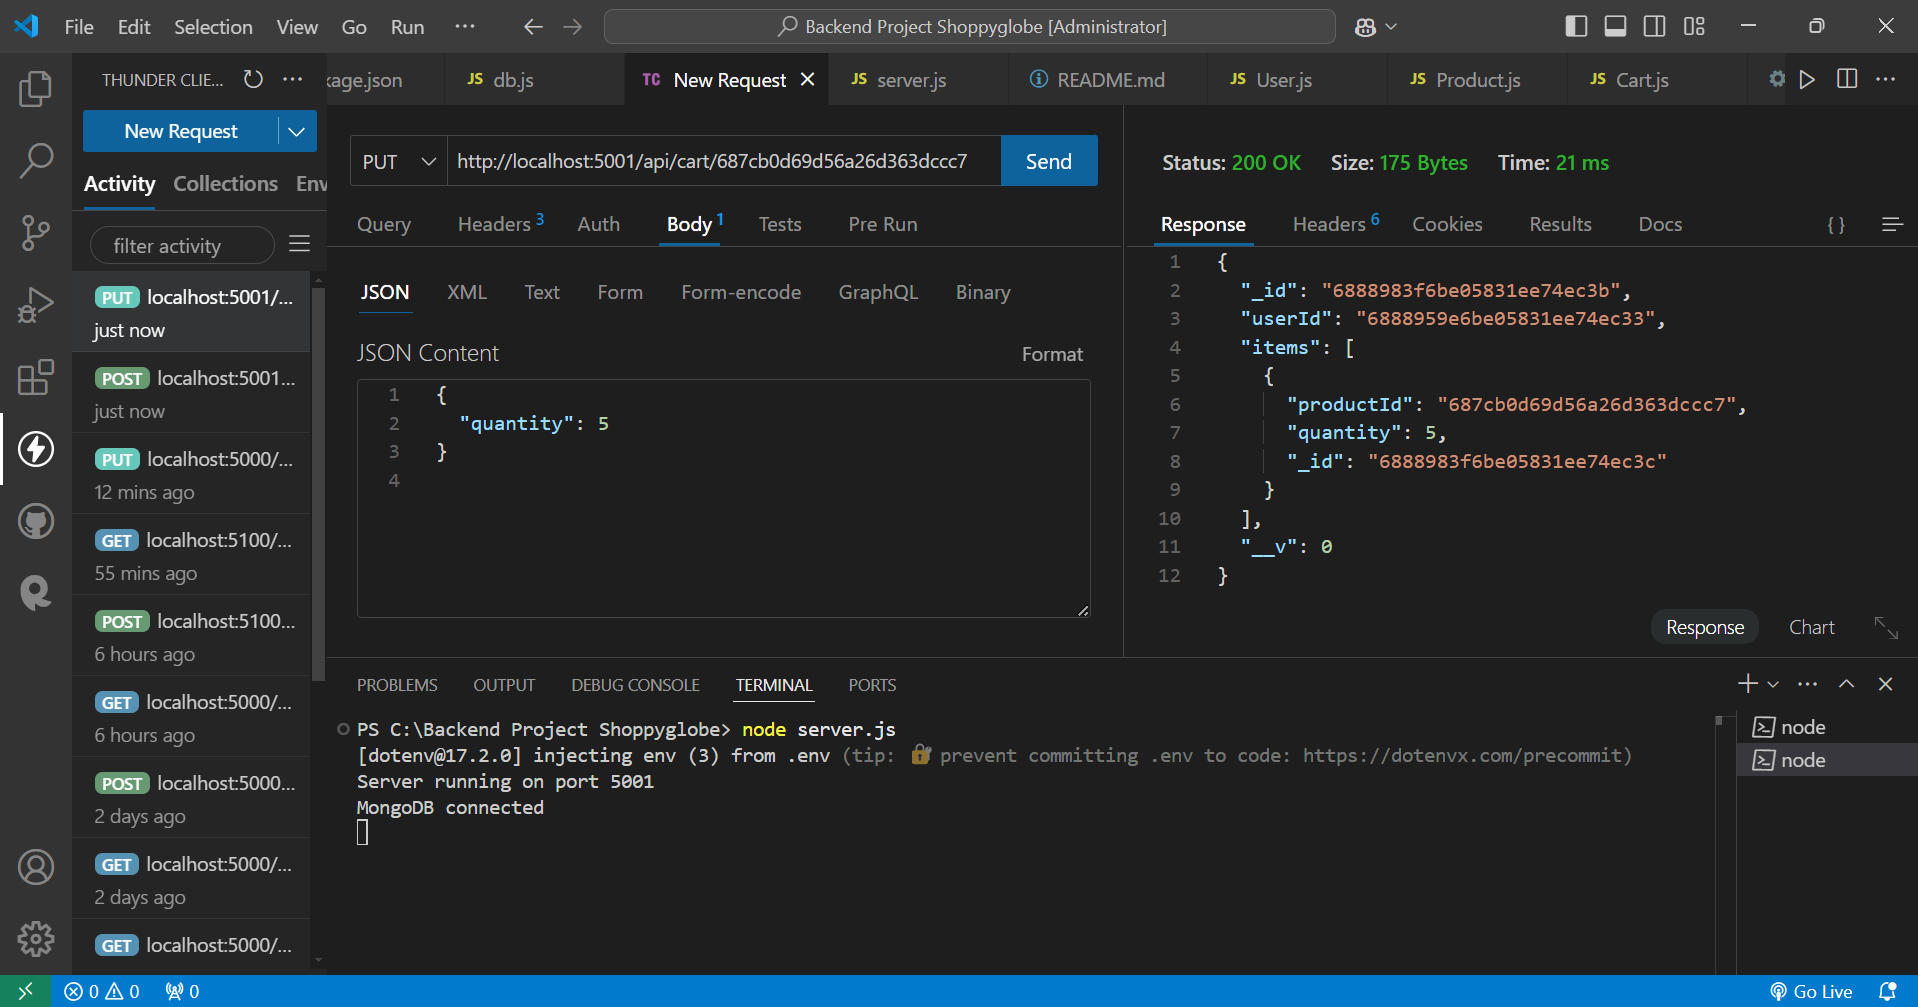 File Edit Selection View Go Run ··· Backend Project Shoppyglobe [Administrator]
THUNDER CLIE... ···
kage.json JS db.js TC New Request JS server.js README.md JS User.js JS Product.js JS Cart.js ···
New Request
Activity Collections Env
filter activity
PUT localhost:5001/...
just now
POST localhost:5001...
just now
PUT localhost:5000/...
12 mins ago
GET localhost:5100/...
55 mins ago
POST localhost:5100...
6 hours ago
GET localhost:5000/...
6 hours ago
POST localhost:5000...
2 days ago
GET localhost:5000/...
2 days ago
GET localhost:5000/...
PUT http://localhost:5001/api/cart/687cb0d69d56a26d363dccc7 Send
Query Headers 3 Auth Body 1 Tests Pre Run
JSON XML Text Form Form-encode GraphQL Binary
JSON Content Format
1 {
2 "quantity": 5
3 }
4
Status: 200 OK Size: 175 Bytes Time: 21 ms
Response Headers 6 Cookies Results Docs { }
1 {
2 "_id": "6888983f6be05831ee74ec3b",
3 "userId": "6888959e6be05831ee74ec33",
4 "items": [
5 {
6 "productId": "687cb0d69d56a26d363dccc7",
7 "quantity": 5,
8 "_id": "6888983f6be05831ee74ec3c"
9 }
10 ],
11 "__v": 0
12 }
Response Chart
PROBLEMS OUTPUT DEBUG CONSOLE TERMINAL PORTS ···
PS C:\Backend Project Shoppyglobe> node server.js
[dotenv@17.2.0] injecting env (3) from .env (tip: 🔐 prevent committing .env to code: https://dotenvx.com/precommit)
Server running on port 5001
MongoDB connected
node
node
0 0 0 Go Live